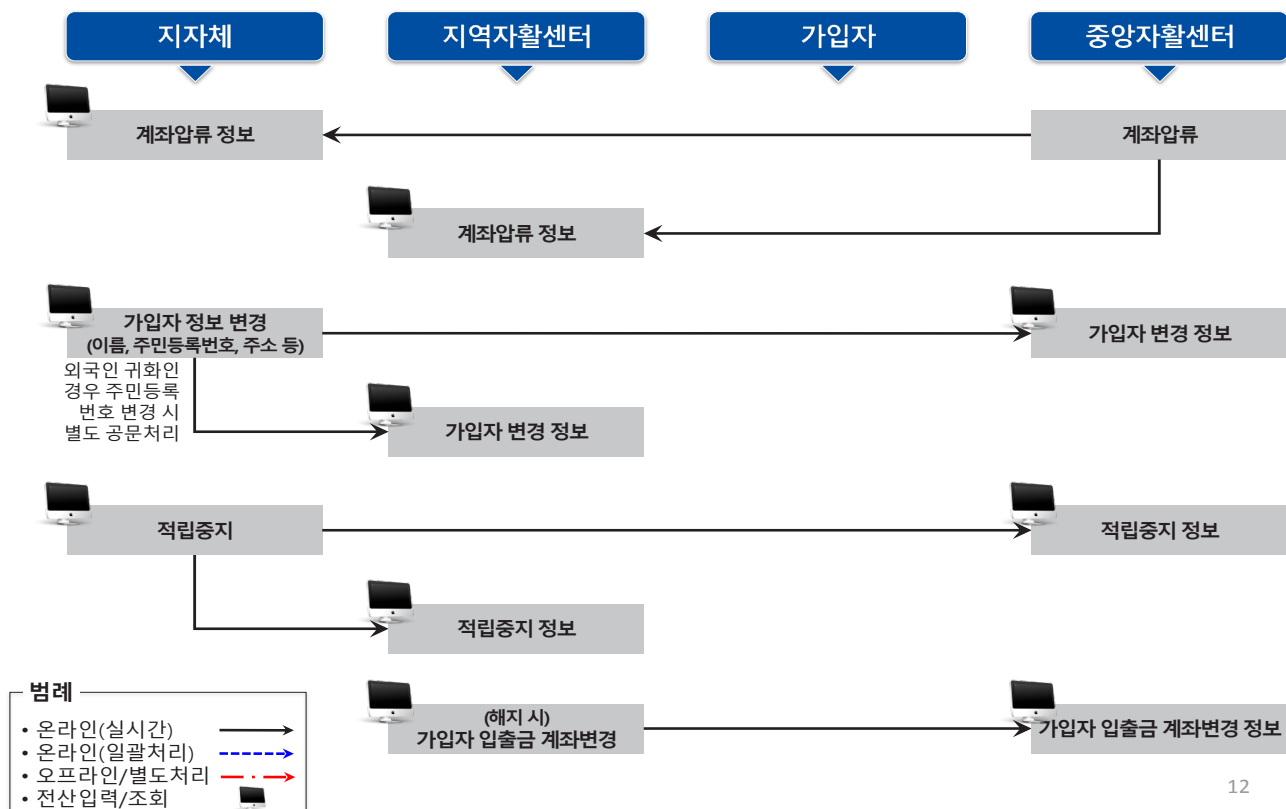 지자체
지역자활센터
가입자
중앙자활센터
계좌압류 정보
계좌압류
계좌압류 정보
가입자 정보 변경
(이름, 주민등록번호, 주소 등)
가입자 변경 정보
외국인 귀화인
경우 주민등록
번호 변경 시
별도 공문처리
가입자 변경 정보
적립중지
적립중지 정보
적립중지 정보
(해지 시)
가입자 입출금 계좌변경
가입자 입출금 계좌변경 정보
범례
• 온라인(실시간)
• 온라인(일괄처리)
• 오프라인/별도처리
• 전산입력/조회
12